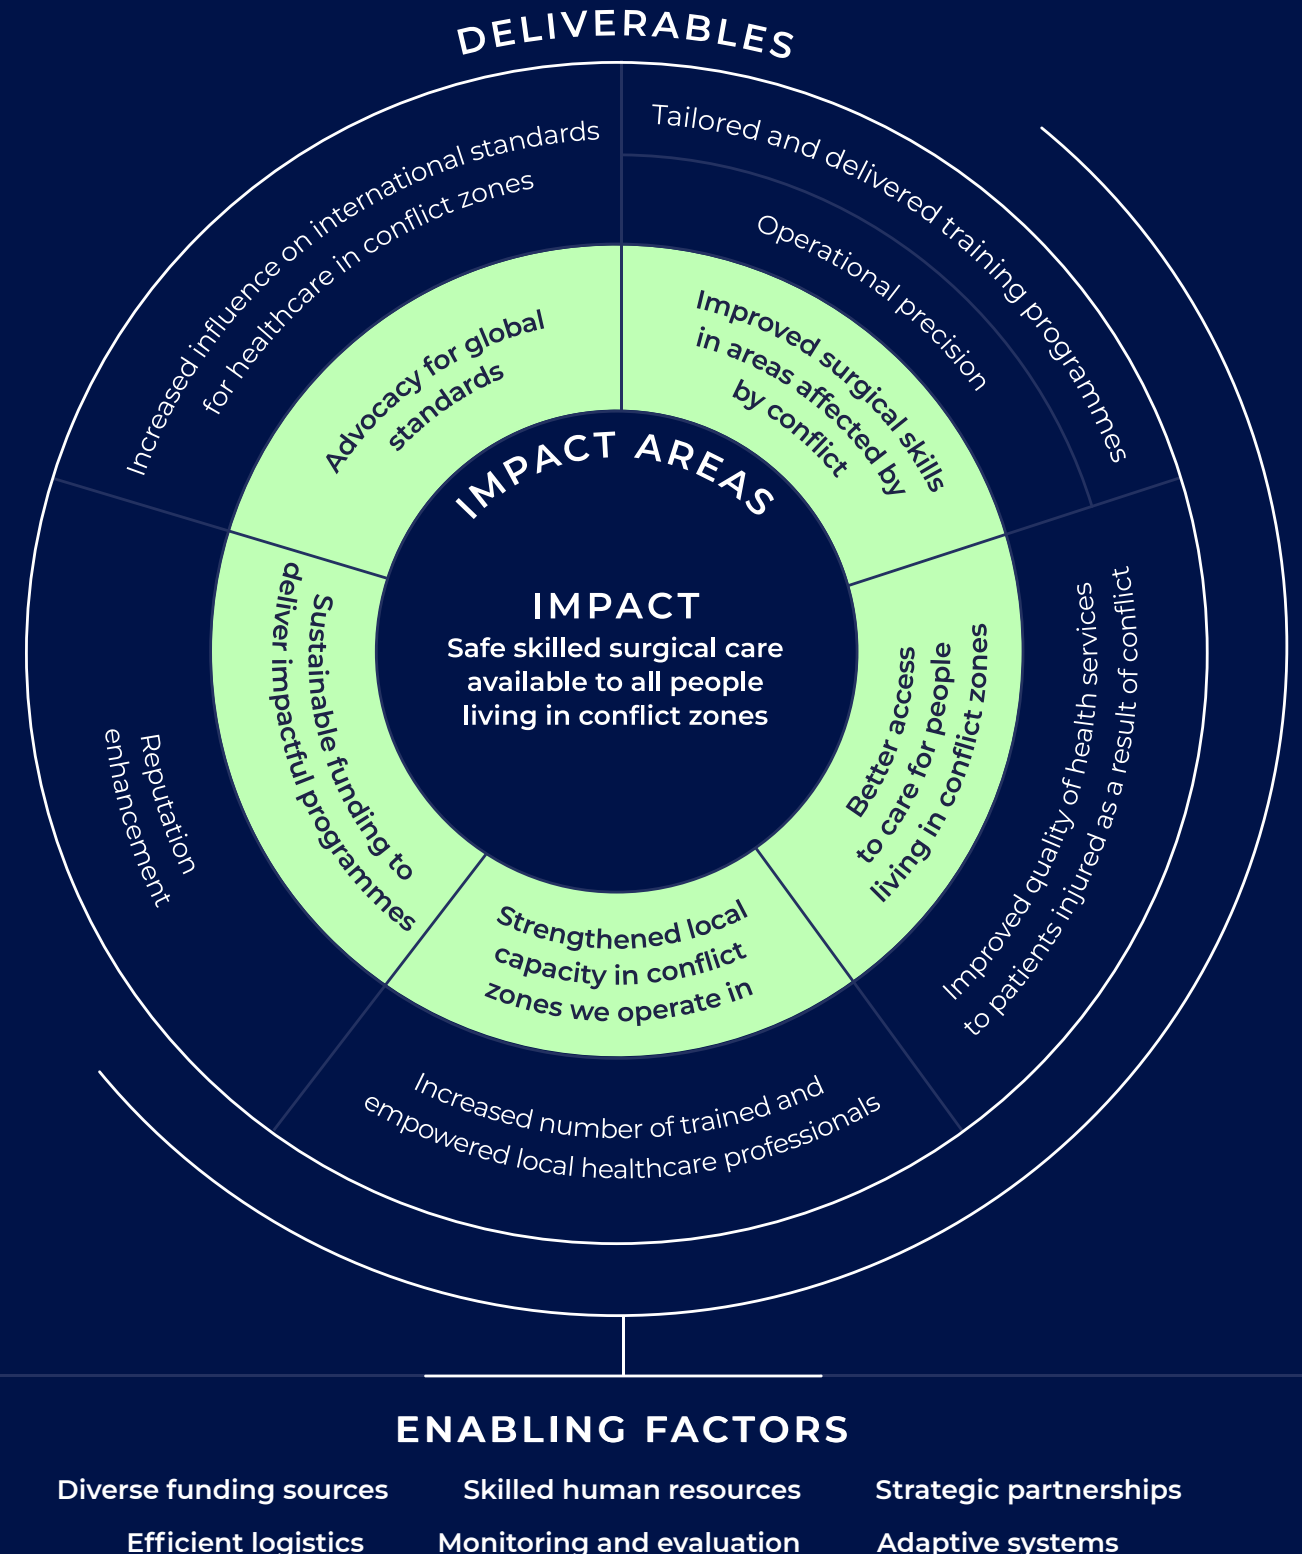 DELIVERABLES
Increased influence on international standards
for healthcare in conflict zones
Tailored and delivered training programmes
Operational precision
Advocacy for global
standards
Improved surgical skills
in areas affected by
by conflict
IMPACT AREAS
IMPACT
Safe skilled surgical care
available to all people
living in conflict zones
Better access
to care for people
living in conflict zones
Improved quality of health services
to patients injured as a result of conflict
Sustainable funding to
deliver impactful programmes
Reputation
enhancement
Strengthened local
capacity in conflict
zones we operate in
Increased number of trained and
empowered local healthcare professionals
ENABLING FACTORS
Diverse funding sources
Skilled human resources
Strategic partnerships
Efficient logistics
Monitoring and evaluation
Adaptive systems